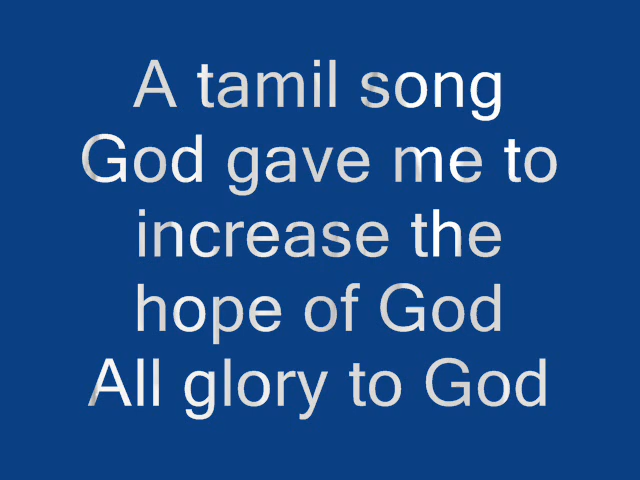 A tamil song
God gave me to
increase the
hope of God
All glory to God